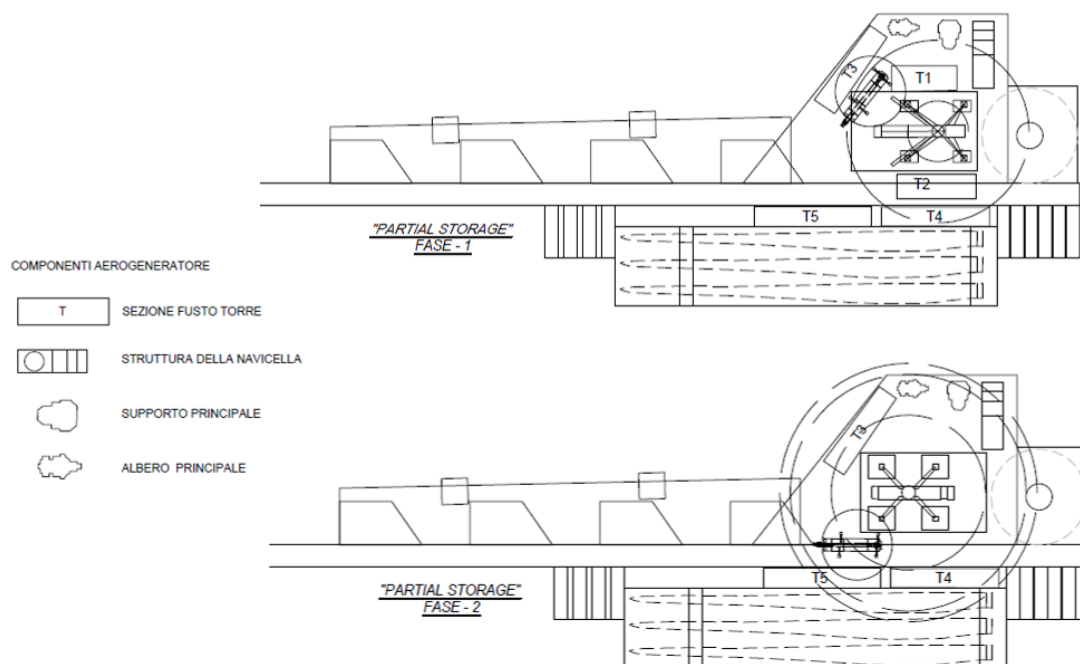 T3
T1
T2
T5
T4
"PARTIAL STORAGE"
FASE - 1
COMPONENTI AEROGENERATORE
T
SEZIONE FUSTO TORRE
STRUTTURA DELLA NAVICELLA
SUPPORTO PRINCIPALE
ALBERO PRINCIPALE
T3
T5
T4
"PARTIAL STORAGE"
FASE - 2